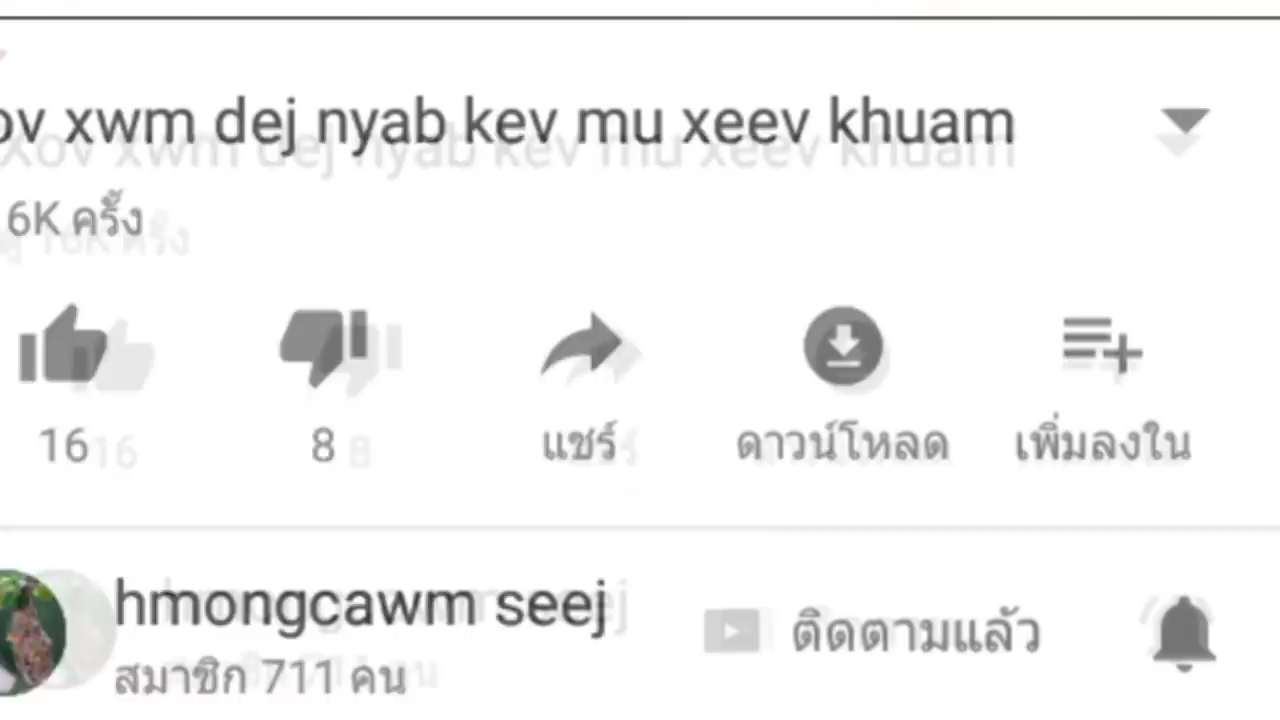 xwm dej nyab kev mu xeev khuam
6K ครั้ง
16
8
แชร์
ดาวน์โหลด
เพิ่มลงใน
hmongcawm seej
ติดตามแล้ว
สมาชิก 711 คน